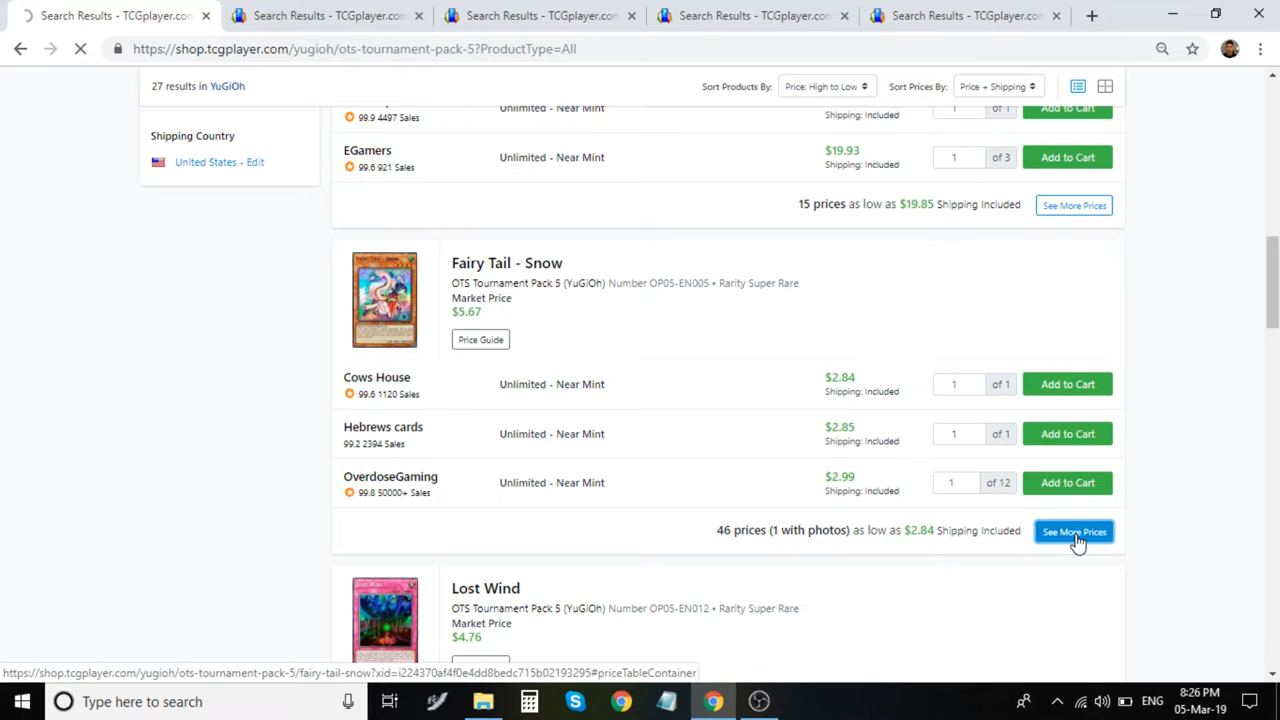 Search Results - TCGplayer.com
Search Results - TCGplayer.com
Search Results - TCGplayer.com
Search Results - TCGplayer.com
Search Results - TCGplayer.com
https://shop.tcgplayer.com/yugioh/ots-tournament-pack-5?ProductType=All
27 results in YuGiOh
Sort Products By: Price: High to Low Sort Prices By: Price + Shipping
Shipping Country
United States - Edit
99.9 4497 Sales
Unlimited - Near Mint
Shipping: Included
1 of 1 Add to Cart
EGamers
99.6 921 Sales
Unlimited - Near Mint
$19.93
Shipping: Included
1 of 3 Add to Cart
15 prices as low as $19.85 Shipping Included See More Prices
Fairy Tail - Snow
OTS Tournament Pack 5 (YuGiOh) Number OP05-EN005 • Rarity Super Rare
Market Price
$5.67
Price Guide
Cows House
99.6 1120 Sales
Unlimited - Near Mint
$2.84
Shipping: Included
1 of 1 Add to Cart
Hebrews cards
99.2 2394 Sales
Unlimited - Near Mint
$2.85
Shipping: Included
1 of 1 Add to Cart
OverdoseGaming
99.8 50000+ Sales
Unlimited - Near Mint
$2.99
Shipping: Included
1 of 12 Add to Cart
46 prices (1 with photos) as low as $2.84 Shipping Included See More Prices
Lost Wind
OTS Tournament Pack 5 (YuGiOh) Number OP05-EN012 • Rarity Super Rare
Market Price
$4.76
https://shop.tcgplayer.com/yugioh/ots-tournament-pack-5/fairy-tail-snow?xid=i224370af4f0e4dd8bedc715b02193295#priceTableContainer
Type here to search
ENG
8:26 PM
05-Mar-19